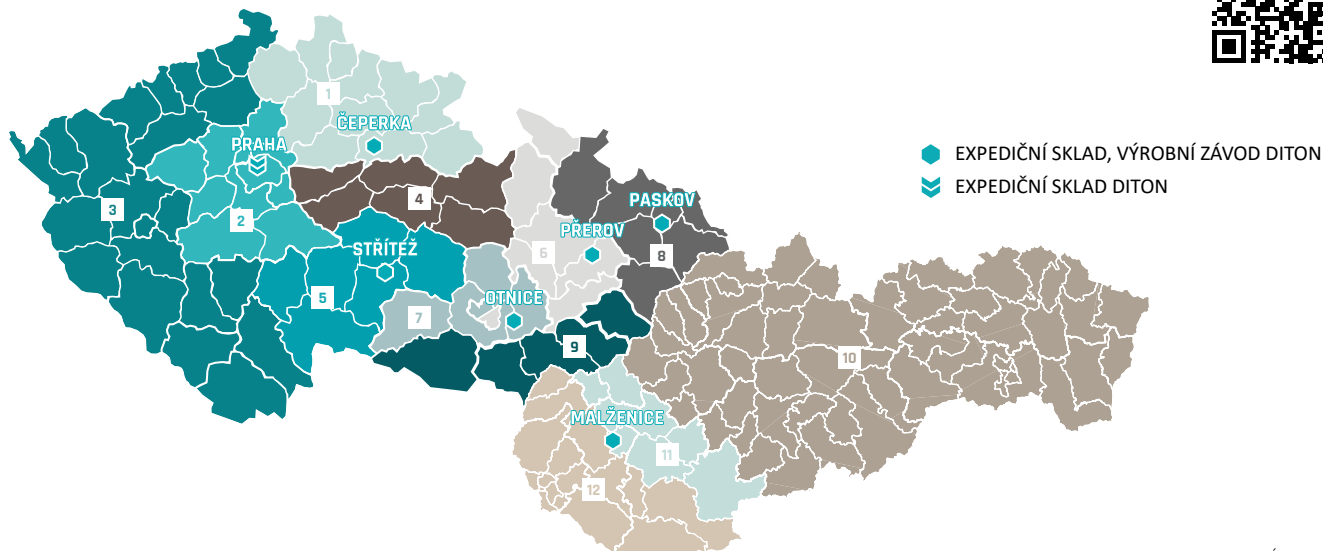 1
ČEPERKA
PRAHA
EXPEDIČNÍ SKLAD, VÝROBNÍ ZÁVOD DITON
EXPEDIČNÍ SKLAD DITON
3
4
2
PASKOV
PŘEROV
STŘÍTEŽ
6
8
5
OTNICE
7
9
10
MALŽENICE
11
12